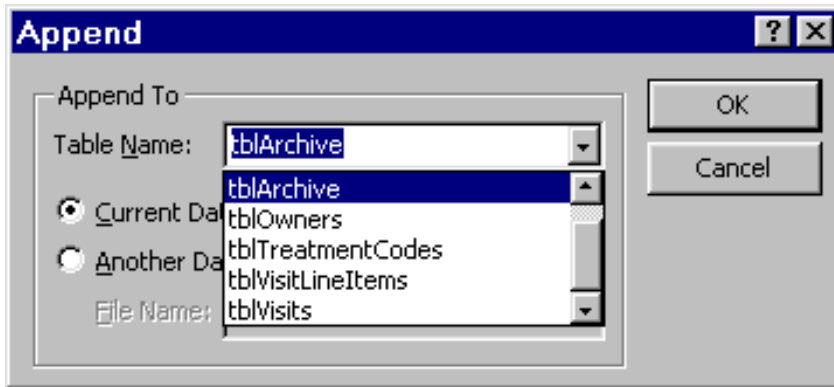 Append
Append To
OK
Table Name: tblArchive
Cancel
tblArchive
Current Da tblOwners
tblTreatmentCodes
Another Da tblVisitLineItems
File Name: tblVisits